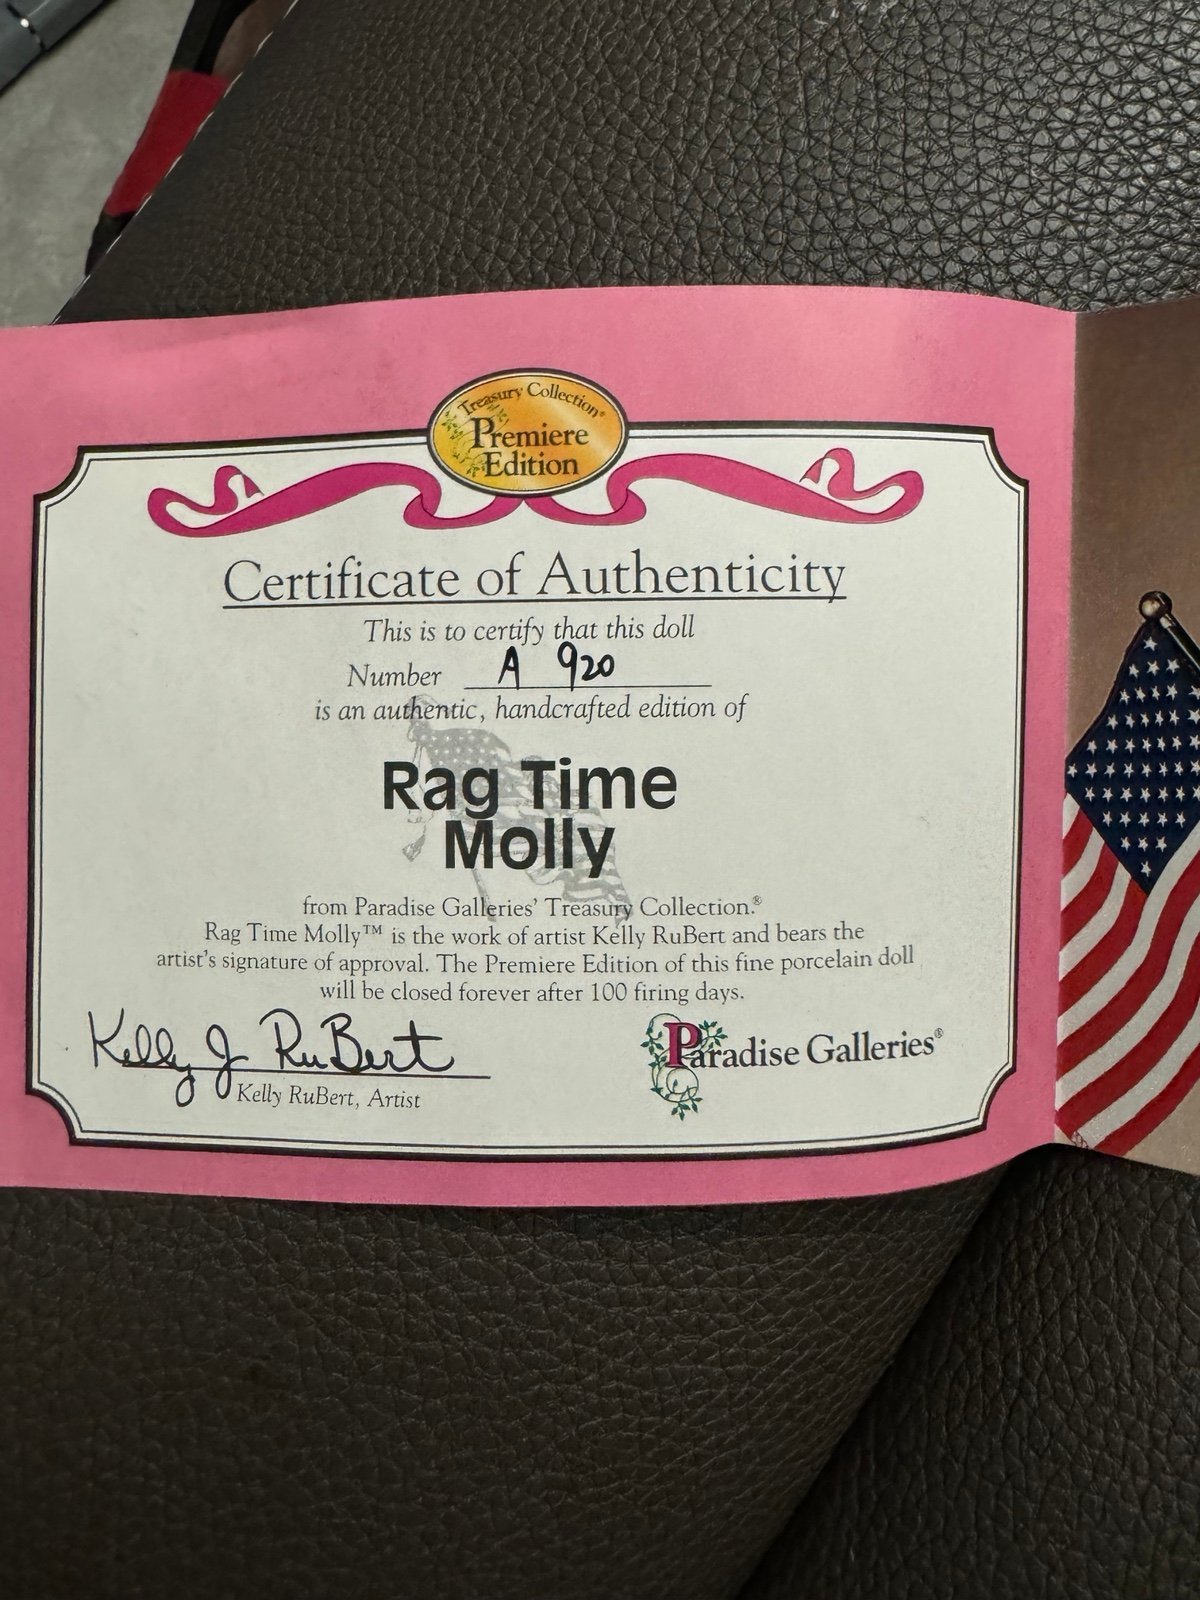 Treasury Collection®
Premiere
Edition
Certificate of Authenticity
This is to certify that this doll
Number A 920
is an authentic, handcrafted edition of
Rag Time
Molly
from Paradise Galleries' Treasury Collection.®
Rag Time Molly™ is the work of artist Kelly RuBert and bears the
artist's signature of approval. The Premiere Edition of this fine porcelain doll
will be closed forever after 100 firing days.
Kelly J RuBert
Kelly RuBert, Artist
Paradise Galleries®